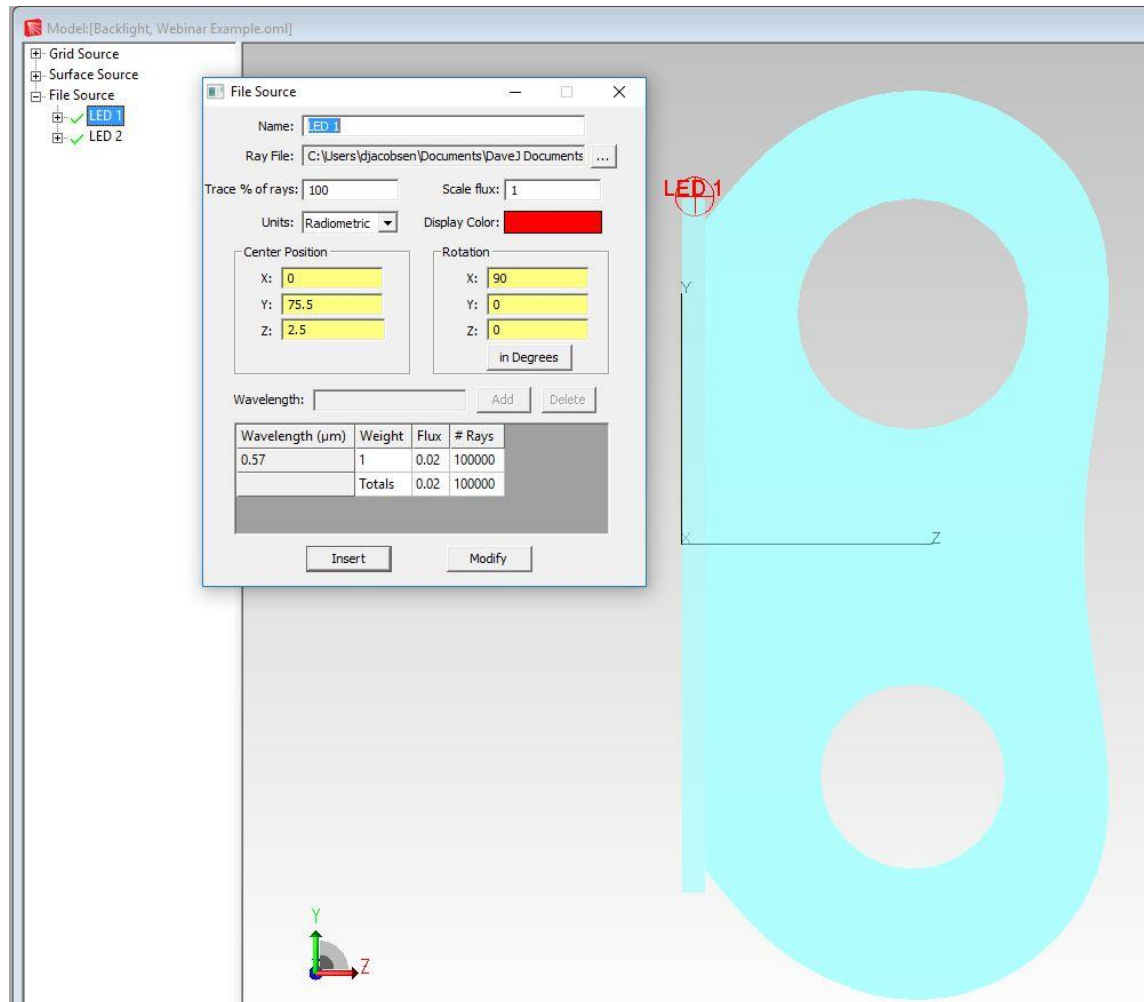 Model:[Backlight, Webinar Example.oml]
Grid Source
Surface Source
File Source
LED 1
LED 2
File Source
Name: LED 1
Ray File: C:\Users\djacobsen\Documents\DaveJ Documents ...
Trace % of rays: 100 Scale flux: 1
Units: Radiometric Display Color:
Center Position Rotation
X: 0 X: 90
Y: 75.5 Y: 0
Z: 2.5 Z: 0
in Degrees
Wavelength: Add Delete
Wavelength (µm) Weight Flux # Rays
0.57 1 0.02 100000
Totals 0.02 100000
Insert Modify
LED 1
Y
X Z
Y
Z